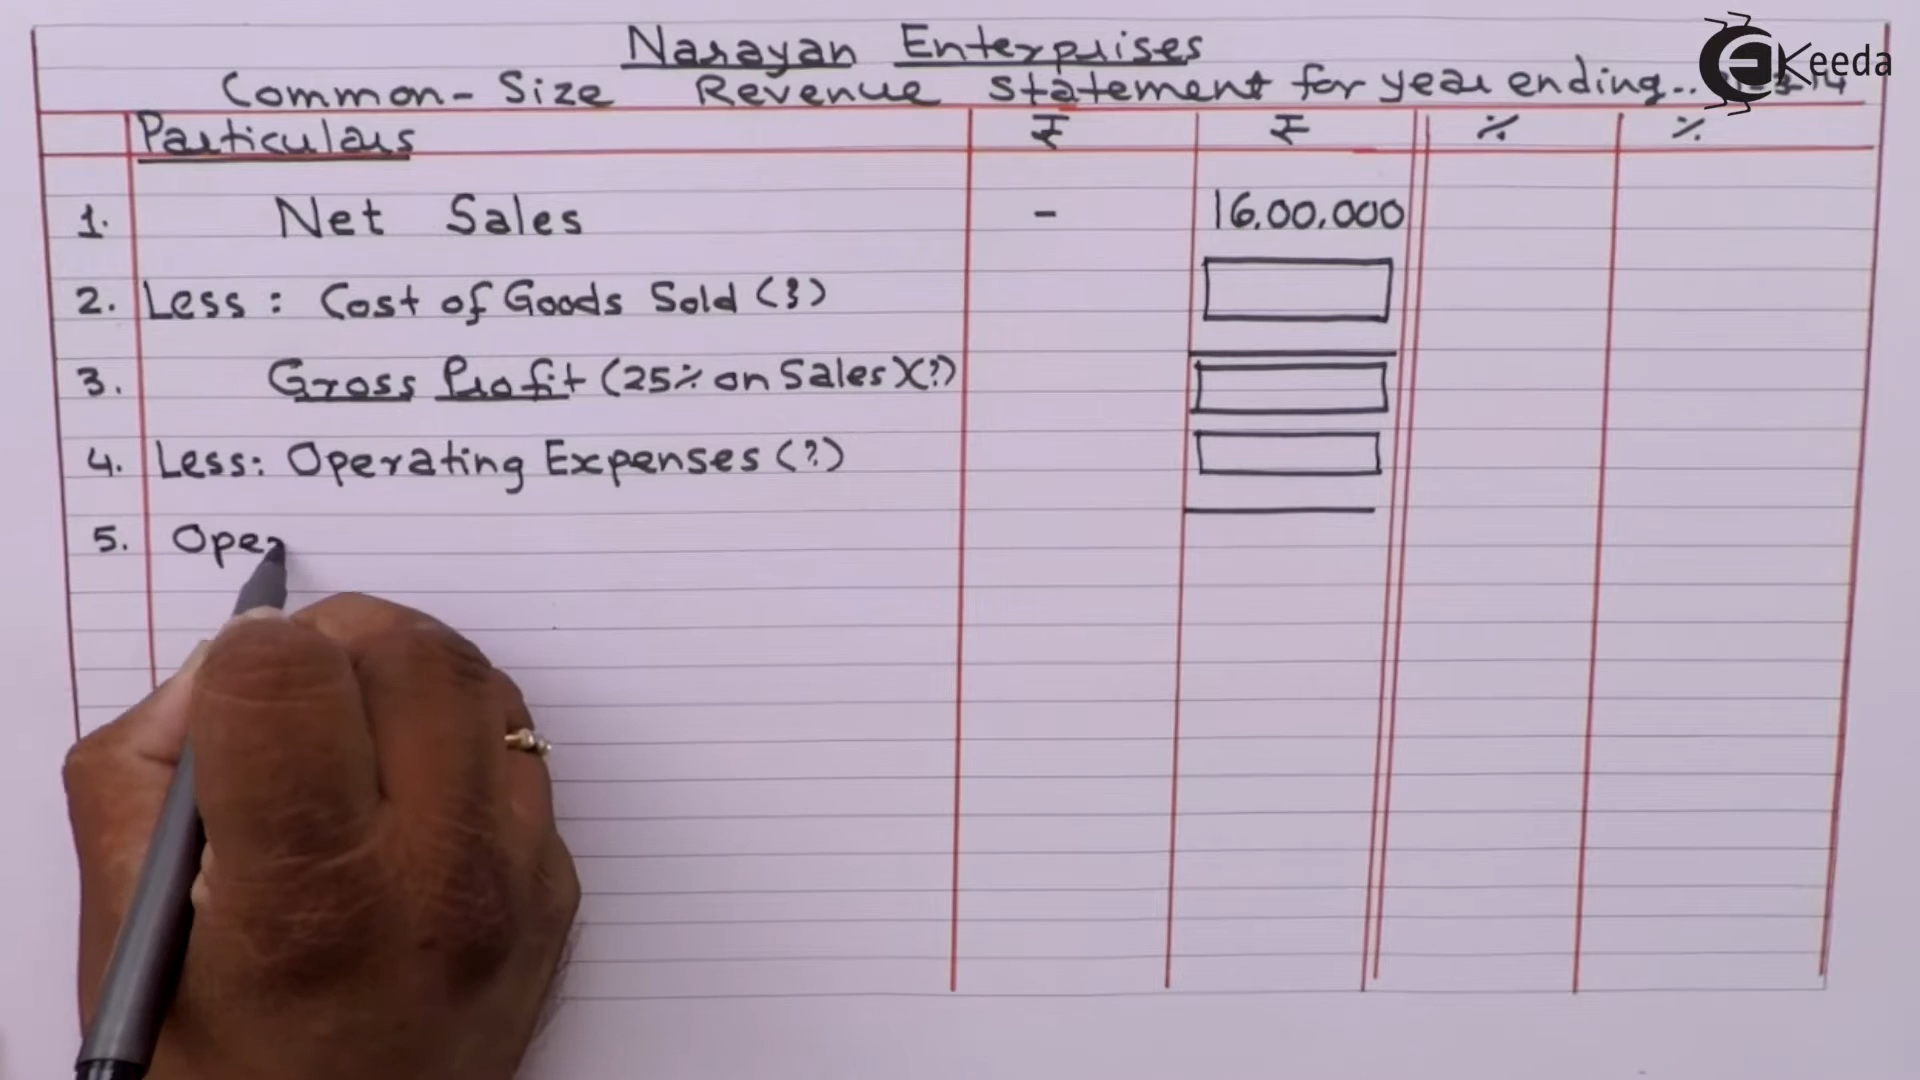 Narayan Enterprises
Keeda
Common-Size Revenue Statement for year ending..
Particulars ₹ ₹ % %
1. Net Sales - 16,00,000
2. Less: Cost of Goods Sold (?)
3. Gross Profit (25% on Sales)(?)
4. Less: Operating Expenses (?)
5. Oper